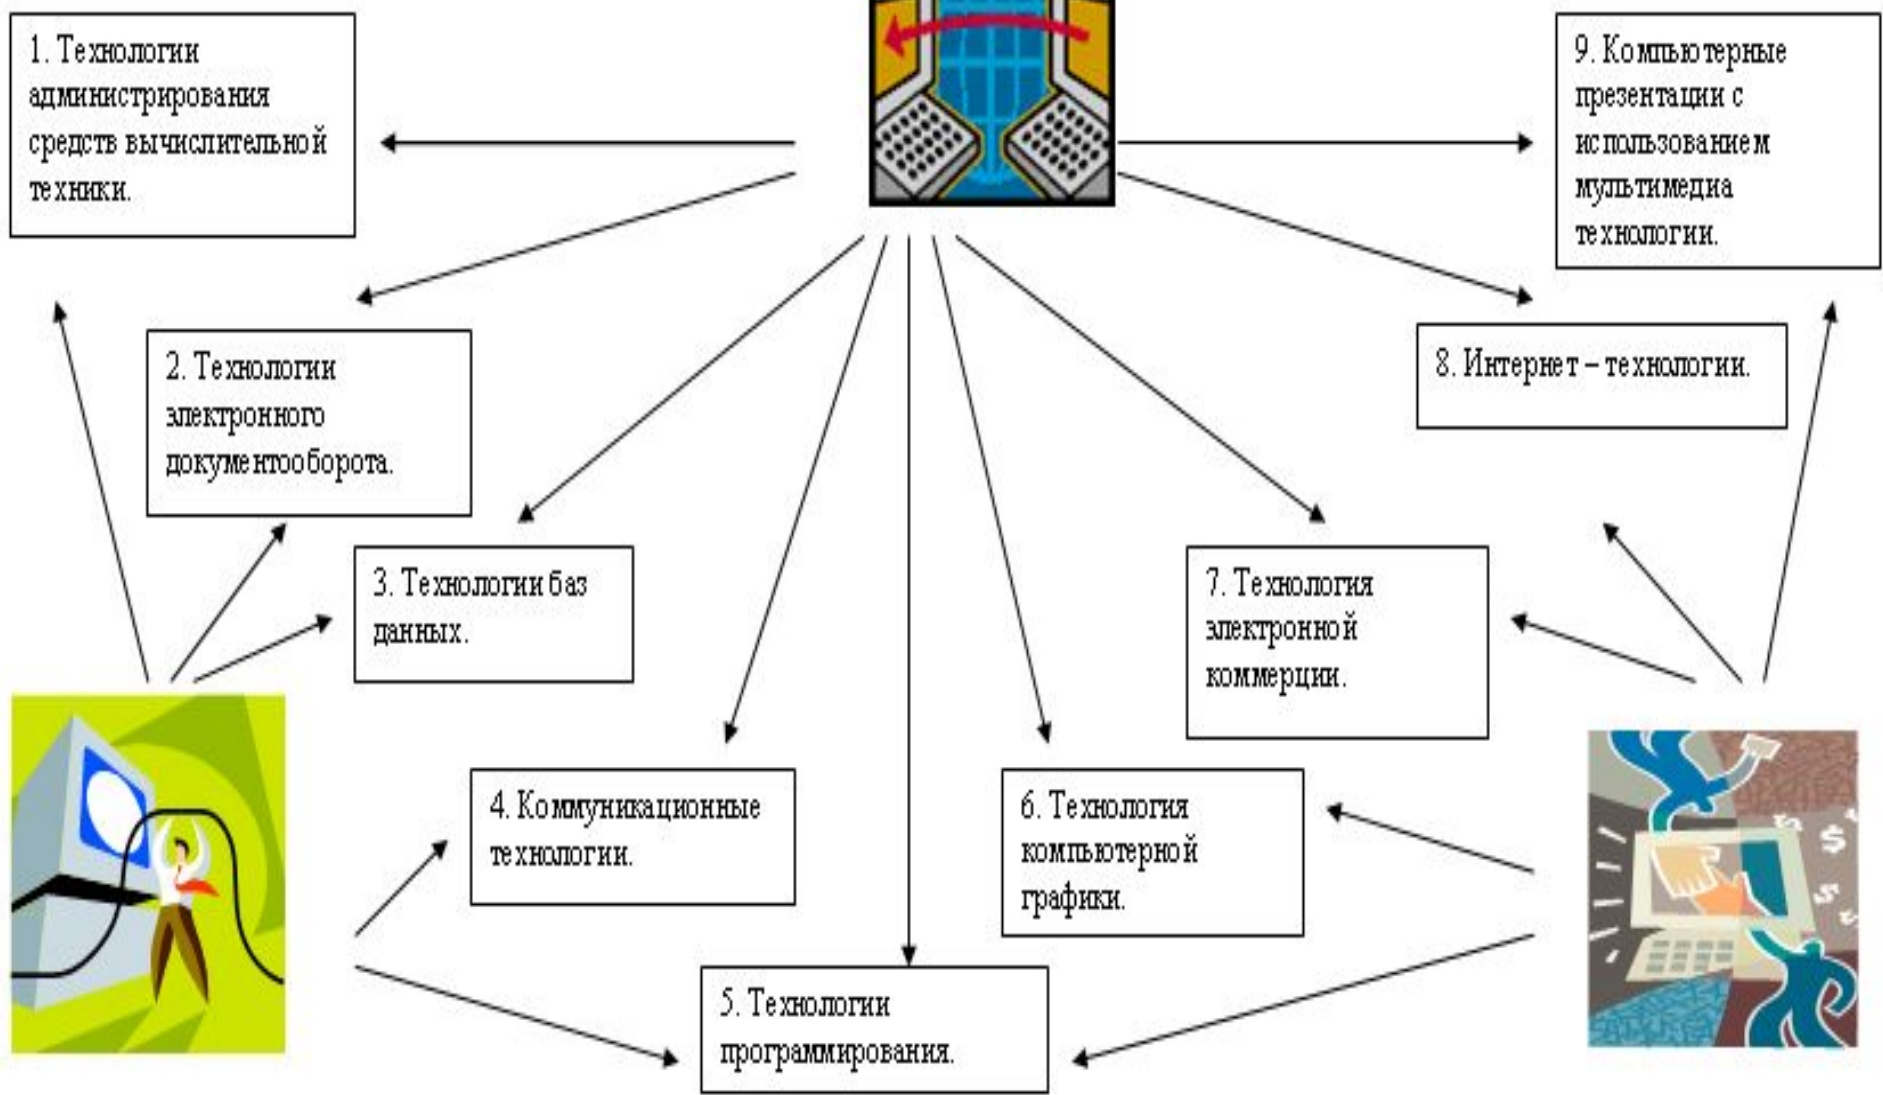 1. Технологии
администрирования
средств вычислительной
техники.
2. Технологии
электронного
документооборота.
3. Технологии баз
данных.
4. Коммуникационные
технологии.
5. Технологии
программирования.
6. Технология
компьютерной
графики.
7. Технология
электронной
коммерции.
8. Интернет – технологии.
9. Компьютерные
презентации с
использованием
мультимедиа
технологии.